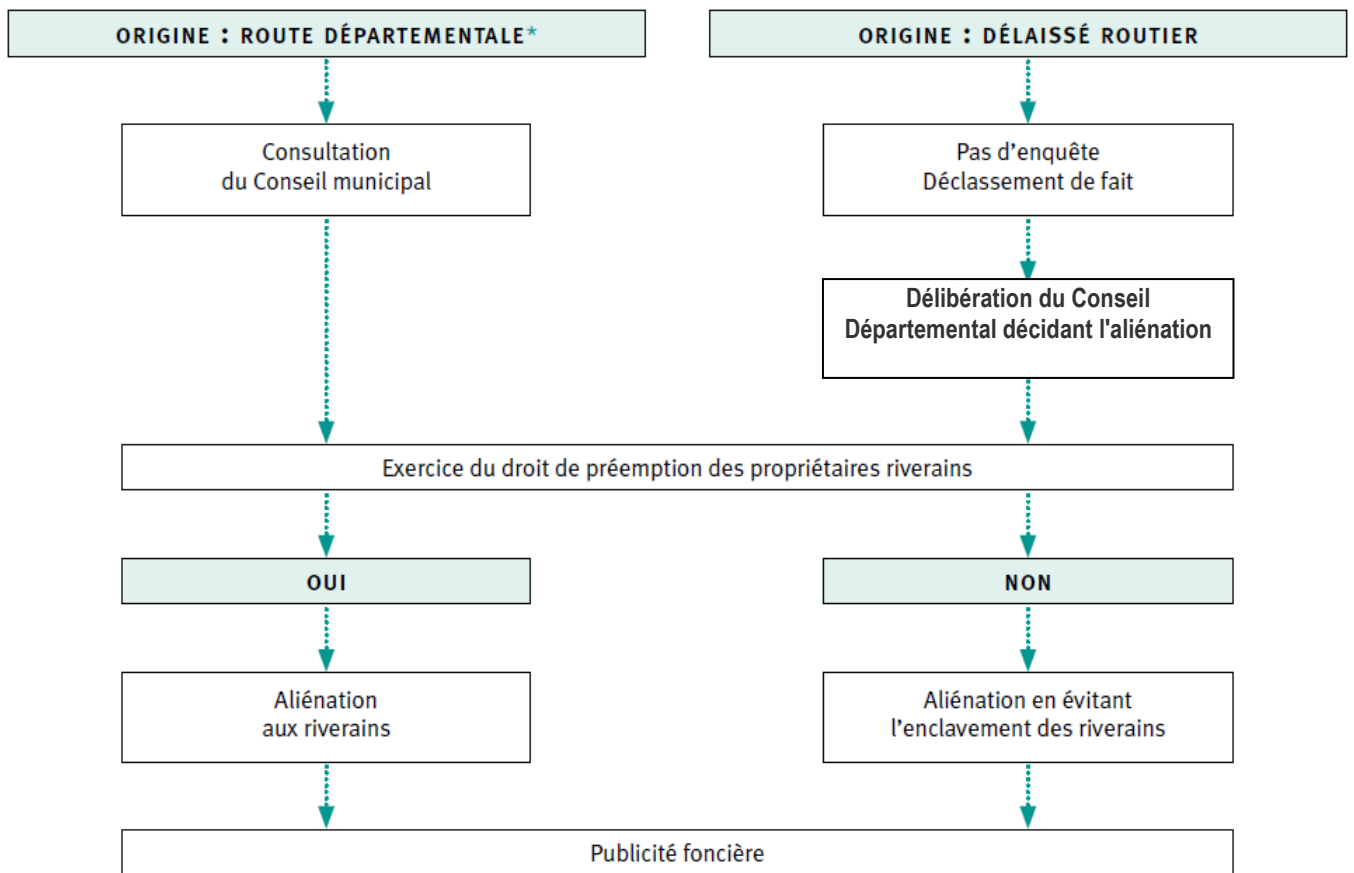 ORIGINE : ROUTE DÉPARTEMENTALE*
ORIGINE : DÉLAISSÉ ROUTIER
Consultation
du Conseil municipal
Pas d'enquête
Déclassement de fait
Délibération du Conseil
Départemental décidant l'aliénation
Exercice du droit de préemption des propriétaires riverains
OUI
NON
Aliénation
aux riverains
Aliénation en évitant
l'enclavement des riverains
Publicité foncière